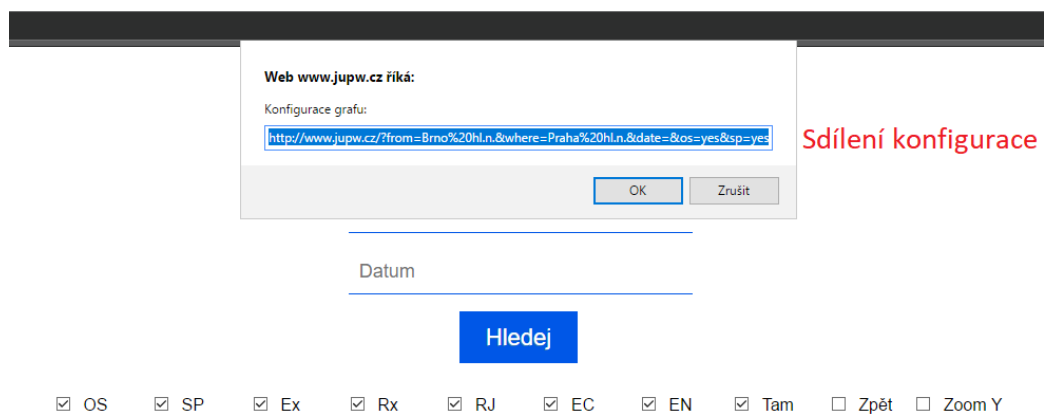 Web www.jupw.cz říká:
Konfigurace grafu:
http://www.jupw.cz/?from=Brno%20hl.n.&where=Praha%20hl.n.&date=&os=yes&sp=yes
Sdílení konfigurace
OK Zrušit
Datum
Hledej
OS SP Ex Rx RJ EC EN Tam Zpět Zoom Y